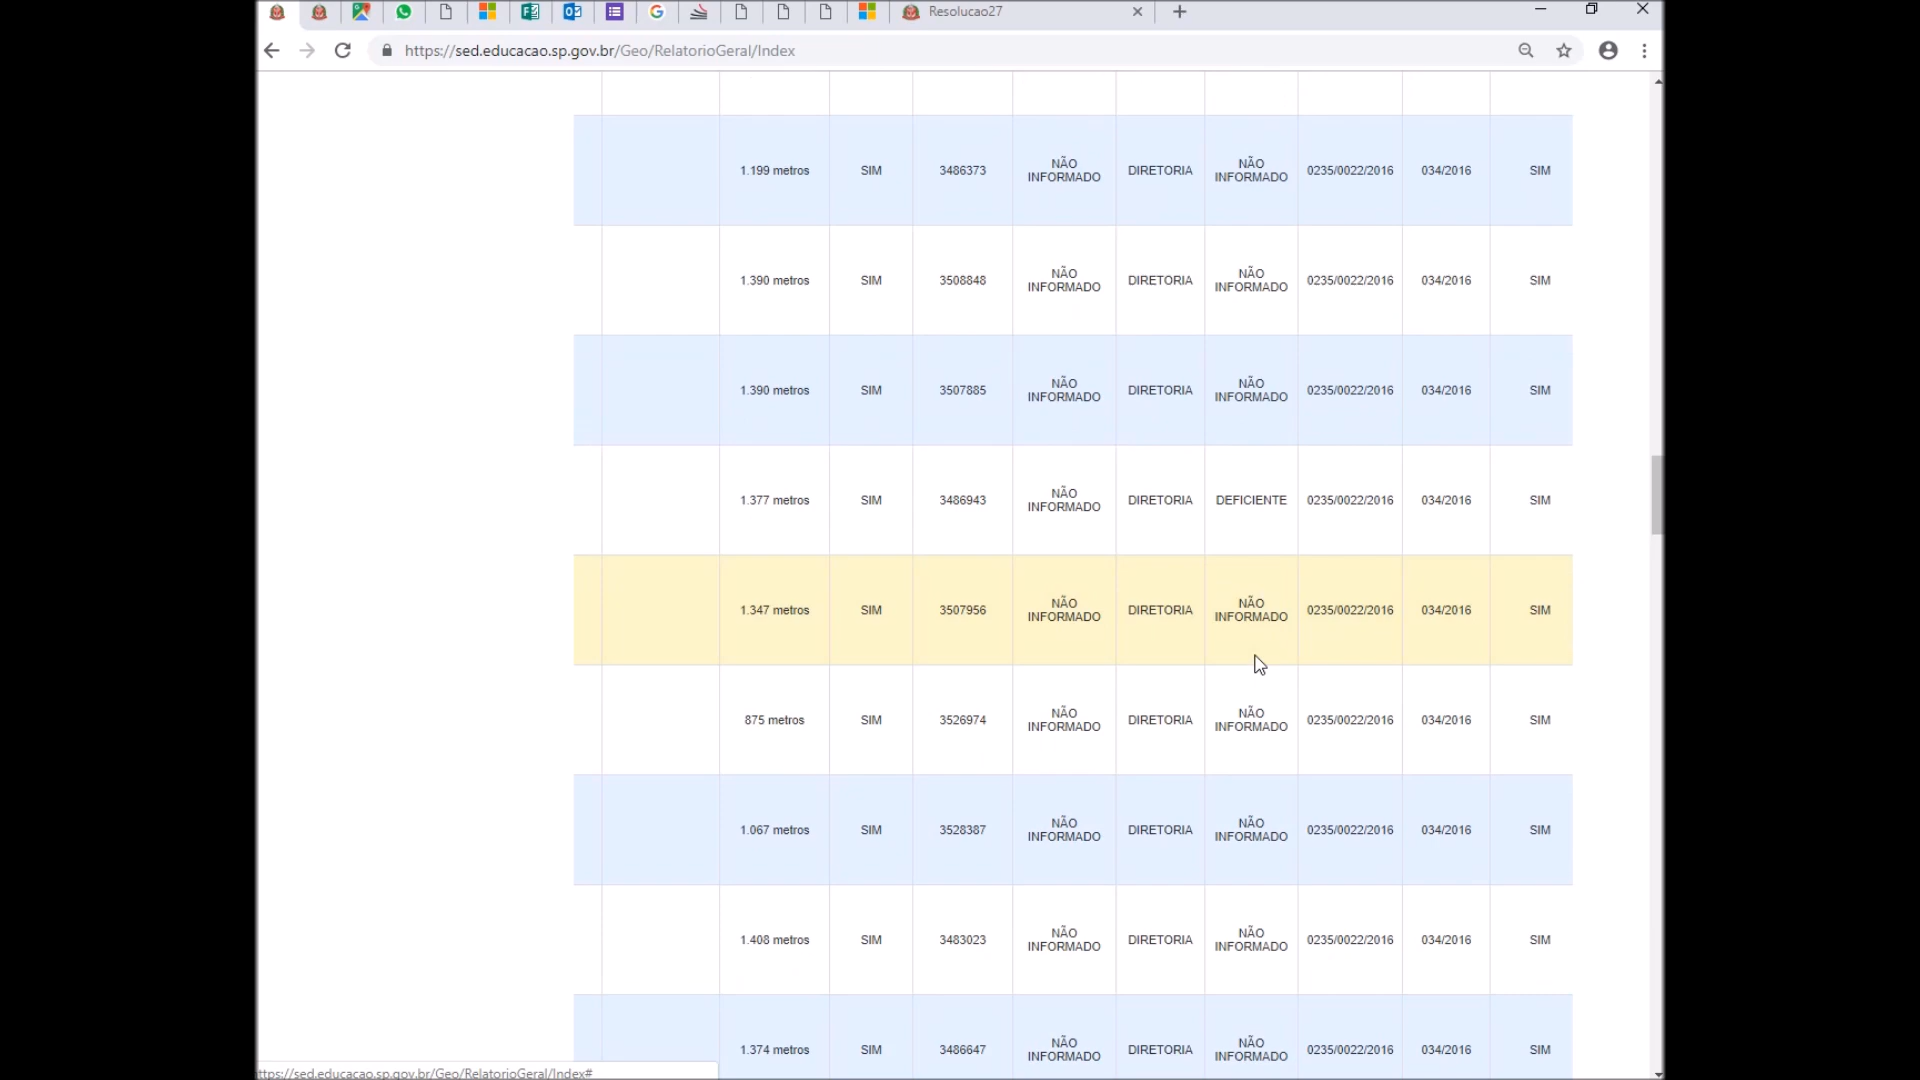 Resolucao27
https://sed.educacao.sp.gov.br/Geo/RelatorioGeral/Index
1.199 metros SIM 3486373 NÃO INFORMADO DIRETORIA NÃO INFORMADO 0235/0022/2016 034/2016 SIM
1.390 metros SIM 3508848 NÃO INFORMADO DIRETORIA NÃO INFORMADO 0235/0022/2016 034/2016 SIM
1.390 metros SIM 3507885 NÃO INFORMADO DIRETORIA NÃO INFORMADO 0235/0022/2016 034/2016 SIM
1.377 metros SIM 3486943 NÃO INFORMADO DIRETORIA DEFICIENTE 0235/0022/2016 034/2016 SIM
1.347 metros SIM 3507956 NÃO INFORMADO DIRETORIA NÃO INFORMADO 0235/0022/2016 034/2016 SIM
875 metros SIM 3526974 NÃO INFORMADO DIRETORIA NÃO INFORMADO 0235/0022/2016 034/2016 SIM
1.067 metros SIM 3528387 NÃO INFORMADO DIRETORIA NÃO INFORMADO 0235/0022/2016 034/2016 SIM
1.408 metros SIM 3483023 NÃO INFORMADO DIRETORIA NÃO INFORMADO 0235/0022/2016 034/2016 SIM
1.374 metros SIM 3486647 NÃO INFORMADO DIRETORIA NÃO INFORMADO 0235/0022/2016 034/2016 SIM
ttps://sed.educacao.sp.gov.br/Geo/RelatorioGeral/Index#